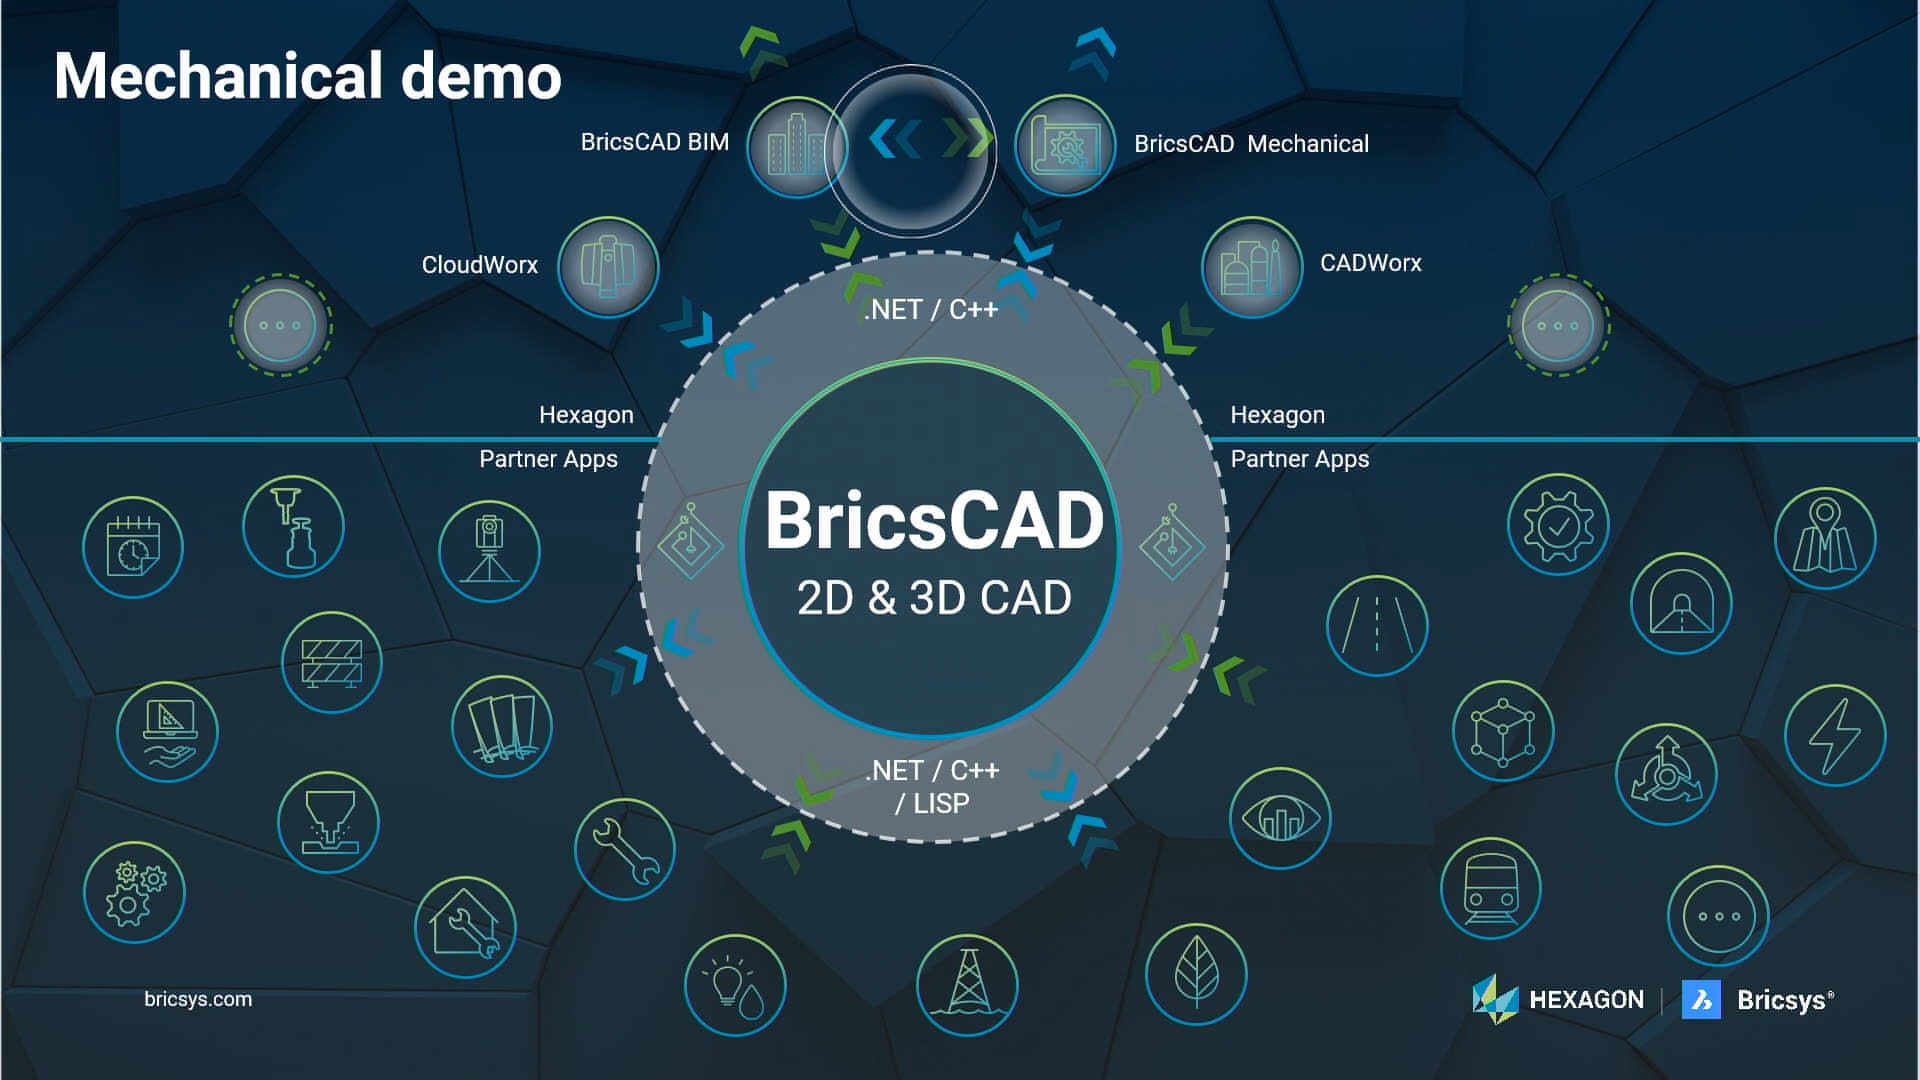 Mechanical demo
BricsCAD BIM
BricsCAD  Mechanical
CloudWorx
CADWorx
.NET / C++
Hexagon
Hexagon
Partner Apps
Partner Apps
BricsCAD
2D & 3D CAD
.NET / C++
/ LISP
bricsys.com
HEXAGON | Bricsys®